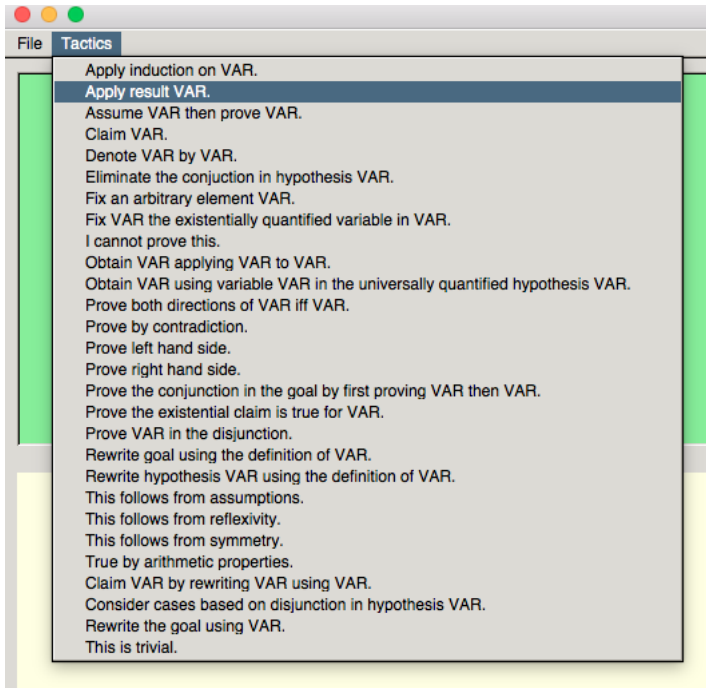 File Tactics
Apply induction on VAR.
Apply result VAR.
Assume VAR then prove VAR.
Claim VAR.
Denote VAR by VAR.
Eliminate the conjuction in hypothesis VAR.
Fix an arbitrary element VAR.
Fix VAR the existentially quantified variable in VAR.
I cannot prove this.
Obtain VAR applying VAR to VAR.
Obtain VAR using variable VAR in the universally quantified hypothesis VAR.
Prove both directions of VAR iff VAR.
Prove by contradiction.
Prove left hand side.
Prove right hand side.
Prove the conjunction in the goal by first proving VAR then VAR.
Prove the existential claim is true for VAR.
Prove VAR in the disjunction.
Rewrite goal using the definition of VAR.
Rewrite hypothesis VAR using the definition of VAR.
This follows from assumptions.
This follows from reflexivity.
This follows from symmetry.
True by arithmetic properties.
Claim VAR by rewriting VAR using VAR.
Consider cases based on disjunction in hypothesis VAR.
Rewrite the goal using VAR.
This is trivial.